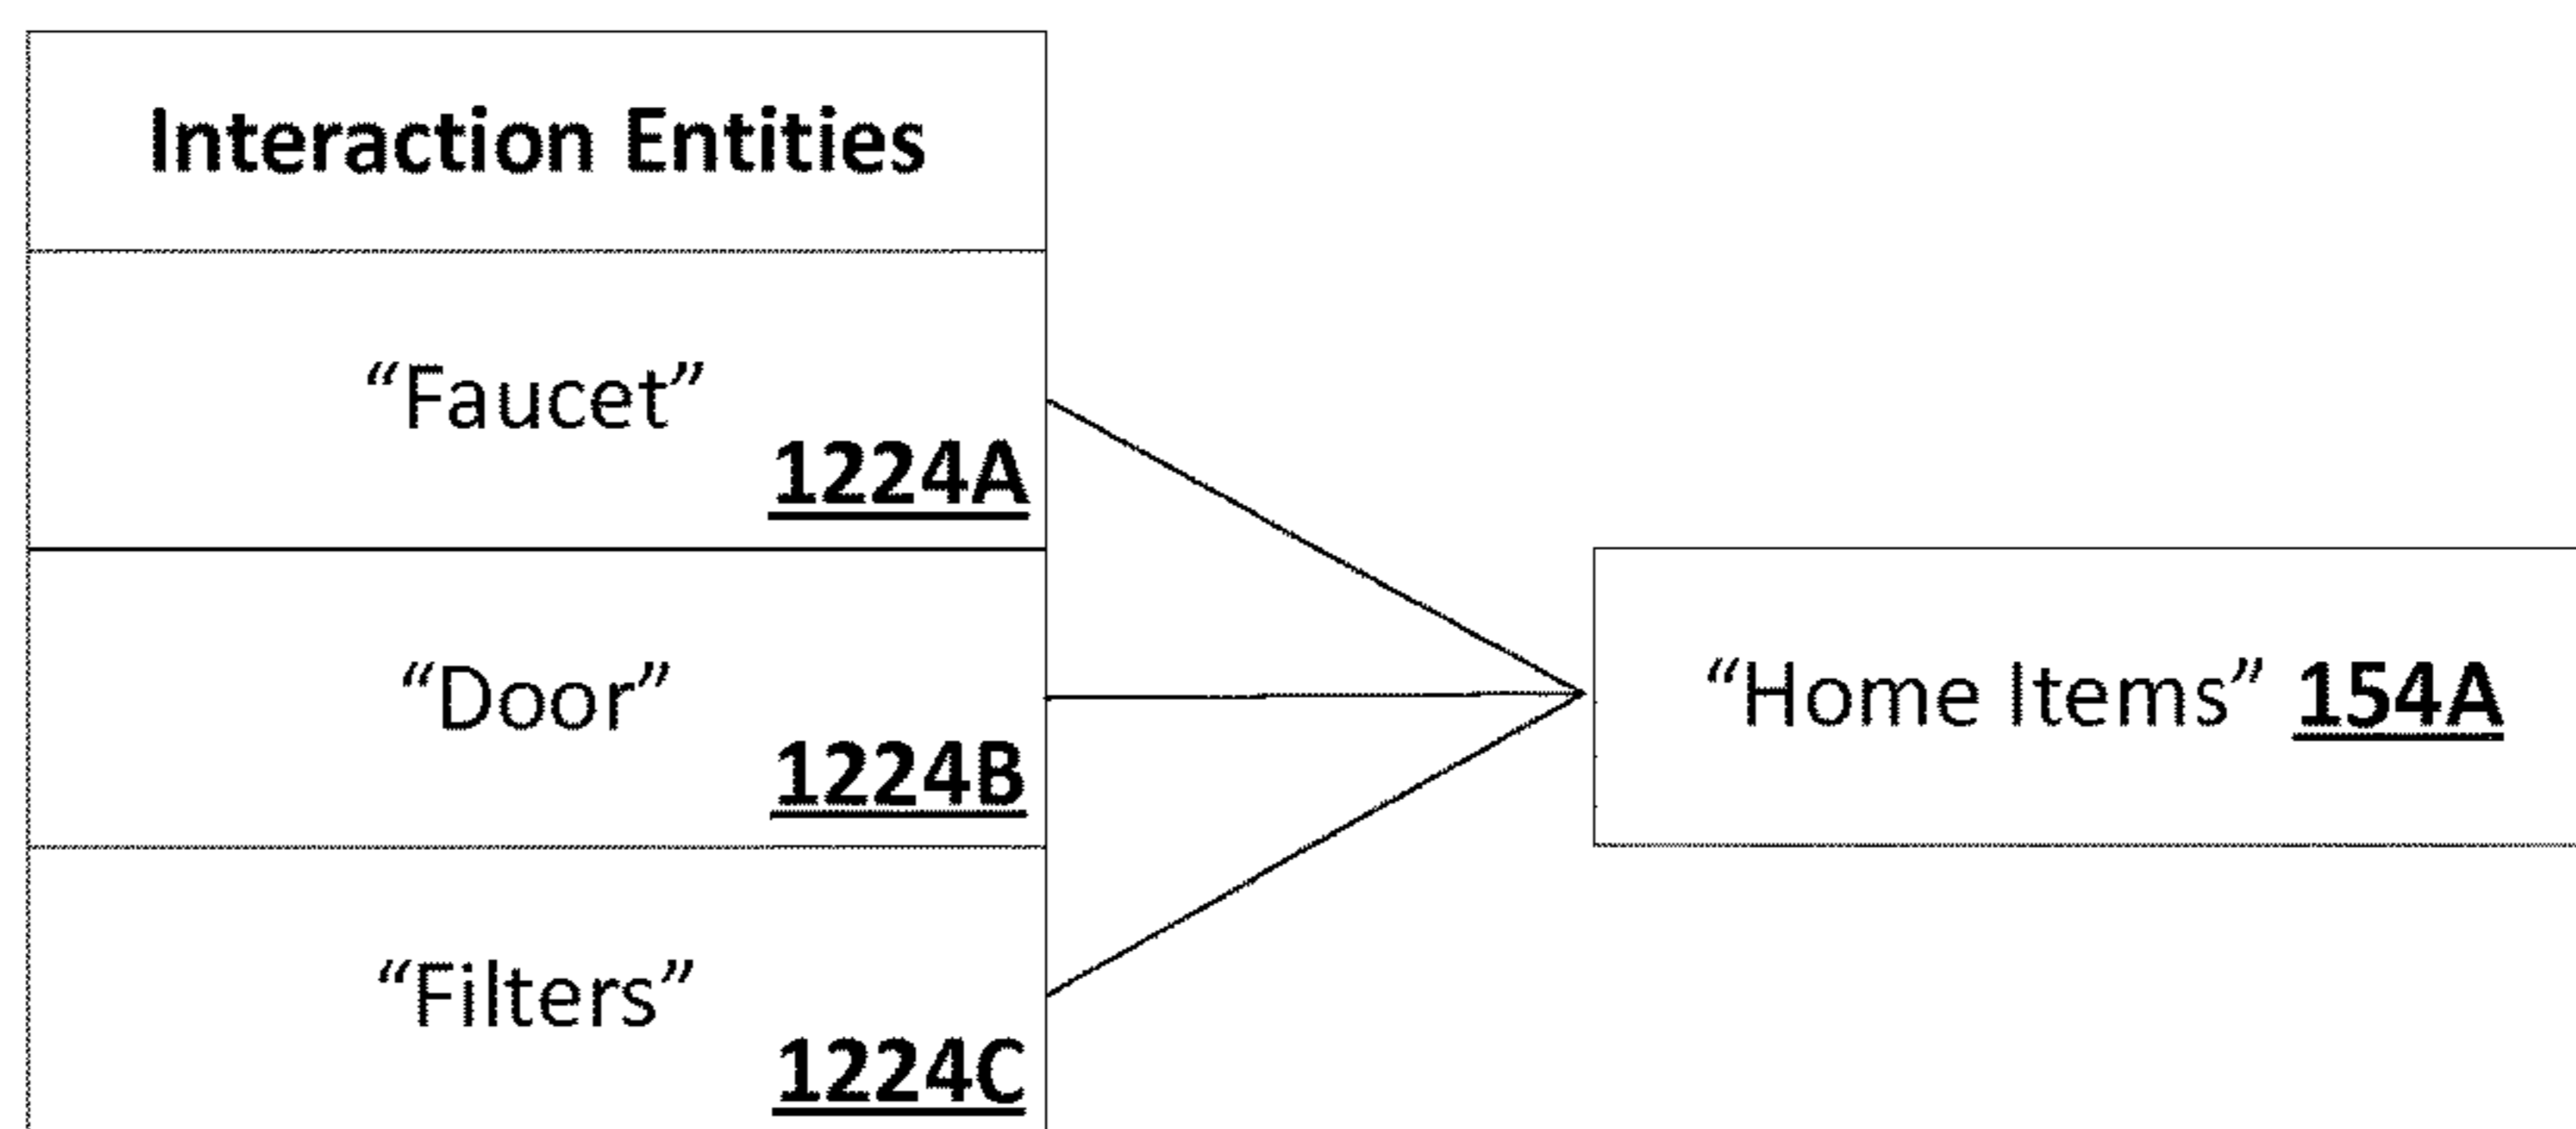 Interaction Entities
“Faucet”
1224A
“Door”
1224B
“Filters”
1224C
“Home Items” 154A